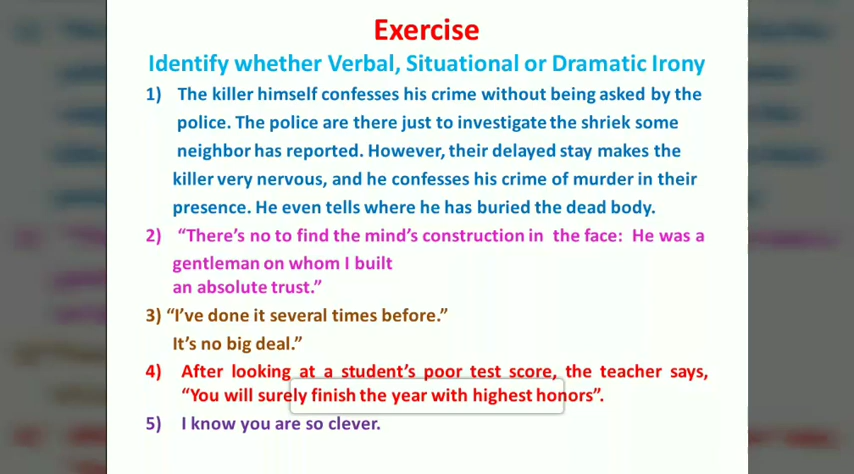 Exercise
Identify whether Verbal, Situational or Dramatic Irony
1) The killer himself confesses his crime without being asked by the
police. The police are there just to investigate the shriek some
neighbor has reported. However, their delayed stay makes the
killer very nervous, and he confesses his crime of murder in their
presence. He even tells where he has buried the dead body.
2) “There’s no to find the mind’s construction in the face: He was a
gentleman on whom I built
an absolute trust.”
3) “I’ve done it several times before.”
It’s no big deal.”
4) After looking at a student’s poor test score, the teacher says,
“You will surely finish the year with highest honors”.
5) I know you are so clever.